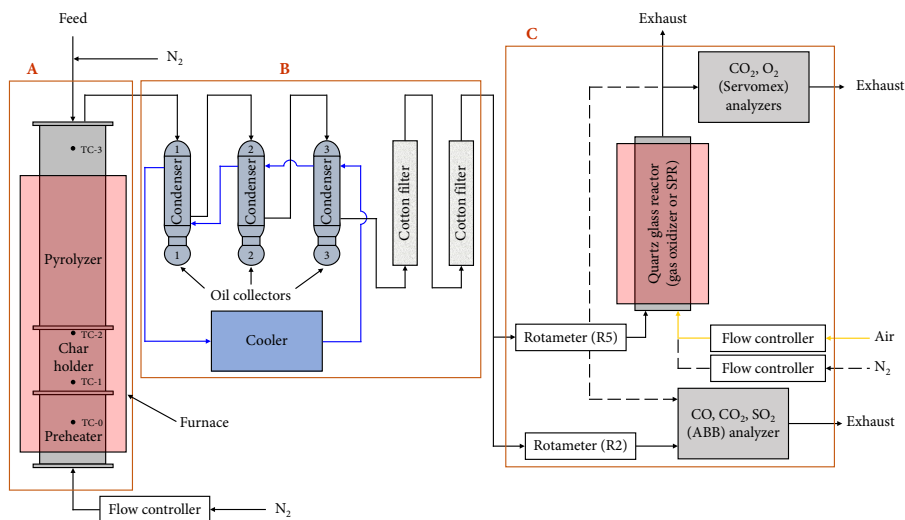 Feed
N2
A
TC-3
Pyrolyzer
TC-2
Char
holder
TC-1
TC-0
Preheater
Furnace
Flow controller
N2
B
1
Condenser
1
2
Condenser
2
3
Condenser
3
Oil collectors
Cooler
Cotton filter
Cotton filter
Exhaust
C
CO2, O2
(Servomex)
analyzers
Exhaust
Quartz glass reactor
(gas oxidizer or SPR)
Rotameter (R5)
Flow controller
Air
Flow controller
N2
CO, CO2, SO2
(ABB) analyzer
Exhaust
Rotameter (R2)